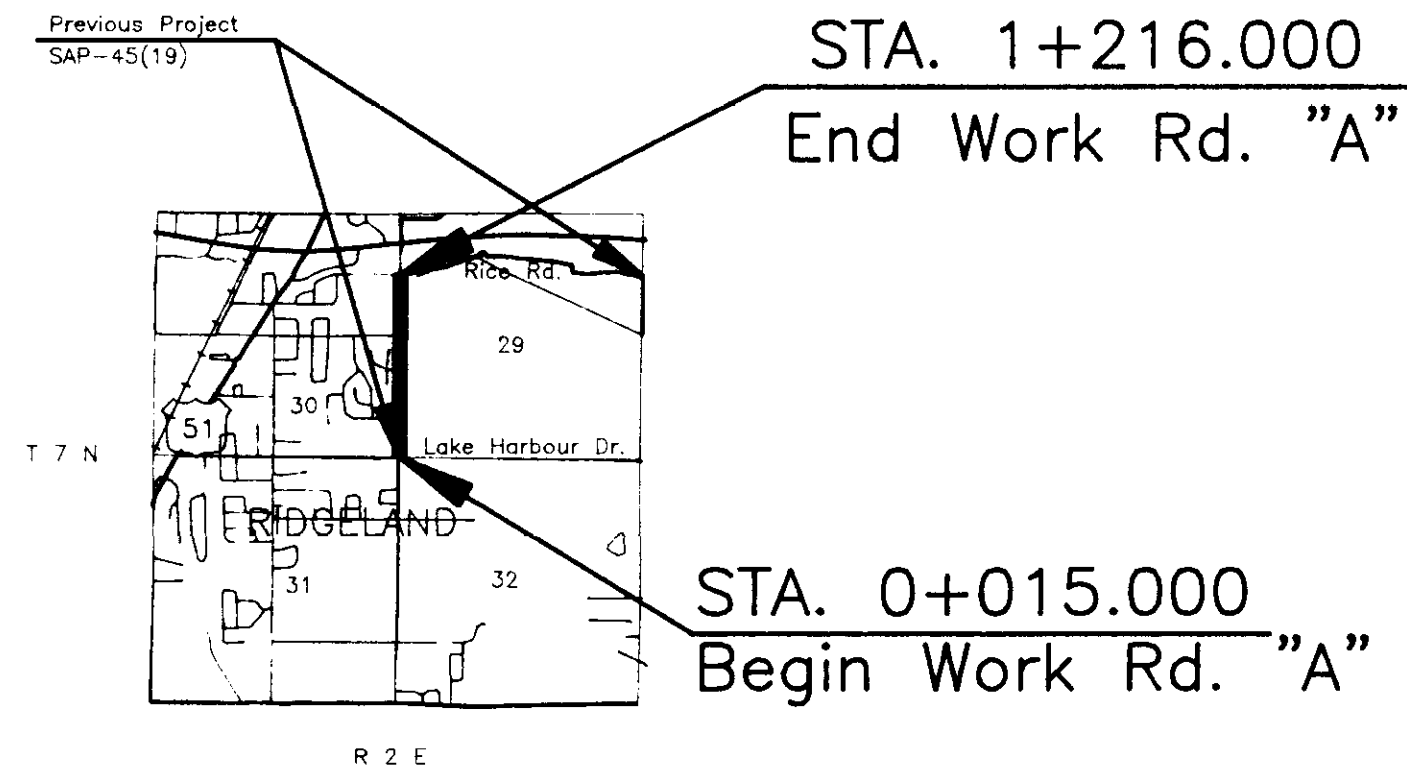 Previous Project
SAP-45(19)
STA. 1+216.000
End Work Rd. "A"
Rice Rd.
29
30
51
T 7 N
Lake Harbour Dr.
RIDGELAND
31
32
STA. 0+015.000
Begin Work Rd. "A"
R 2 E